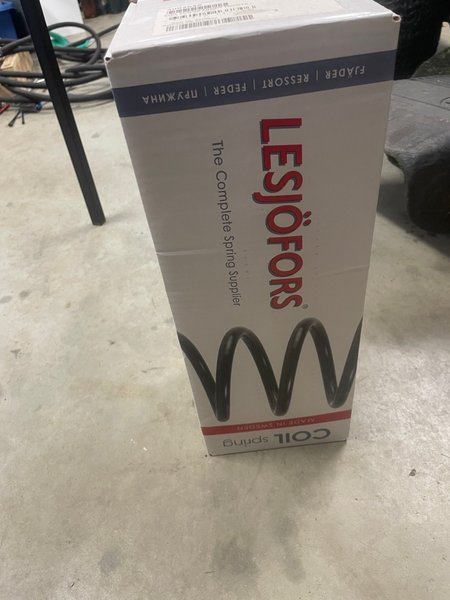 FJÄDER | RESSORT | FEDER | ПРУЖИНА
LESJÖFORS®
The Complete Spring Supplier
MADE IN SWEDEN
COIL spring